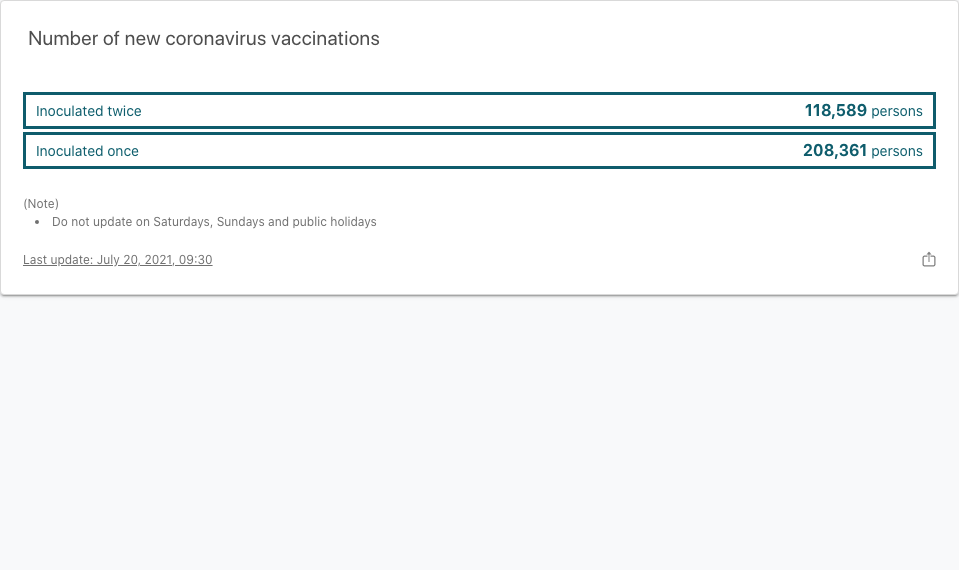 Number of new coronavirus vaccinations
Inoculated twice 118,589 persons
Inoculated once 208,361 persons
(Note)
• Do not update on Saturdays, Sundays and public holidays
Last update: July 20, 2021, 09:30